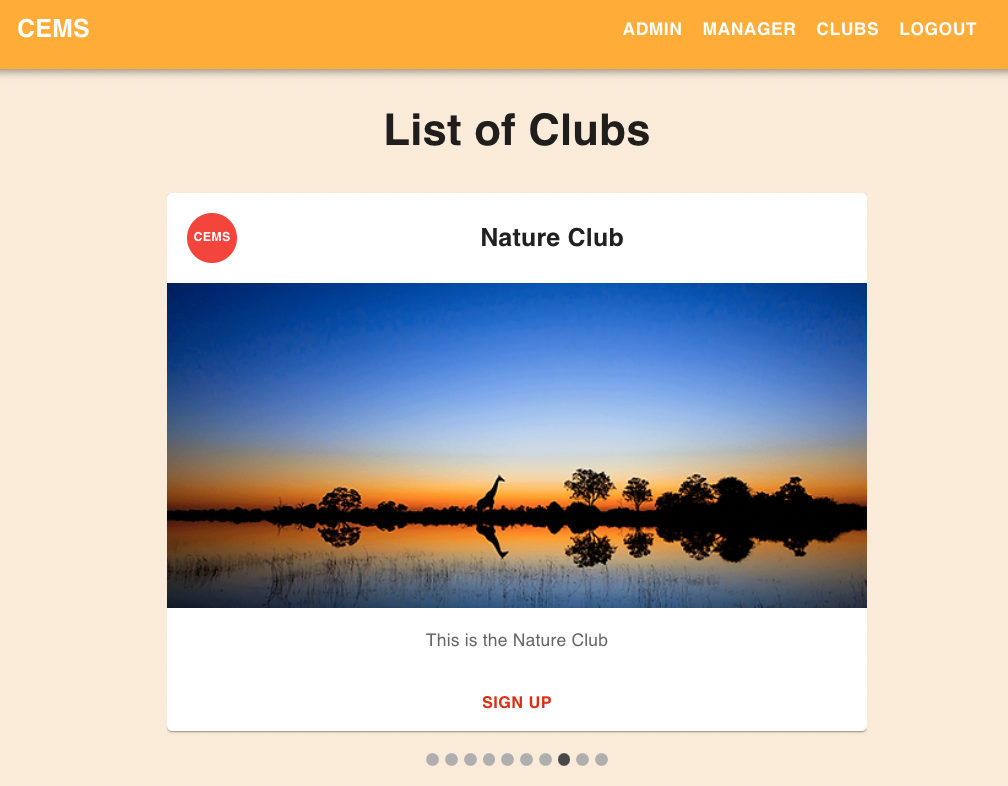 CEMS
ADMIN MANAGER CLUBS LOGOUT
List of Clubs
CEMS
Nature Club
This is the Nature Club
SIGN UP